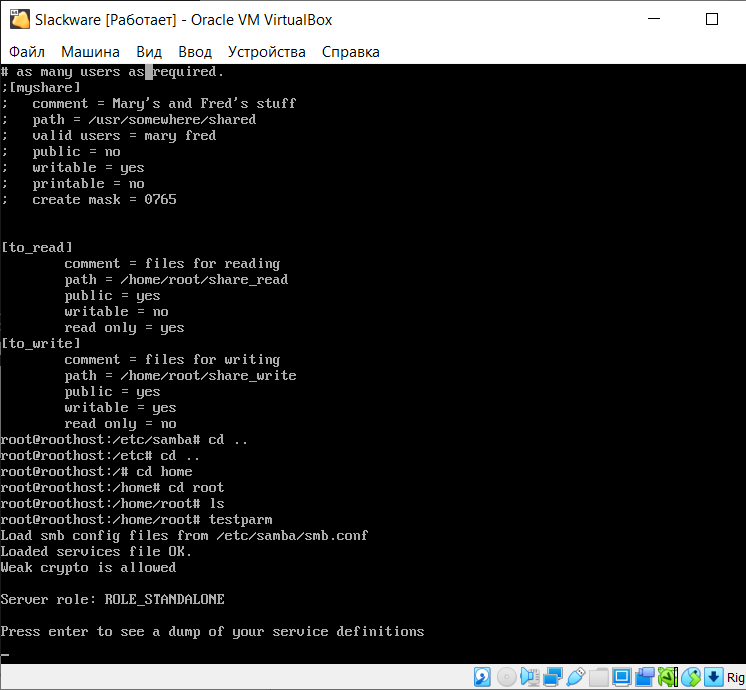 Slackware [Работает] - Oracle VM VirtualBox
Файл Машина Вид Ввод Устройства Справка
# as many users as required.
;[myshare]
;   comment = Mary's and Fred's stuff
;   path = /usr/somewhere/shared
;   valid users = mary fred
;   public = no
;   writable = yes
;   printable = no
;   create mask = 0765
[to_read]
        comment = files for reading
        path = /home/root/share_read
        public = yes
        writable = no
        read only = yes
[to_write]
        comment = files for writing
        path = /home/root/share_write
        public = yes
        writable = yes
        read only = no
root@roothost:/etc/samba# cd ..
root@roothost:/etc# cd ..
root@roothost:/# cd home
root@roothost:/home# cd root
root@roothost:/home/root# ls
root@roothost:/home/root# testparm
Load smb config files from /etc/samba/smb.conf
Loaded services file OK.
Weak crypto is allowed
Server role: ROLE_STANDALONE
Press enter to see a dump of your service definitions
Rig